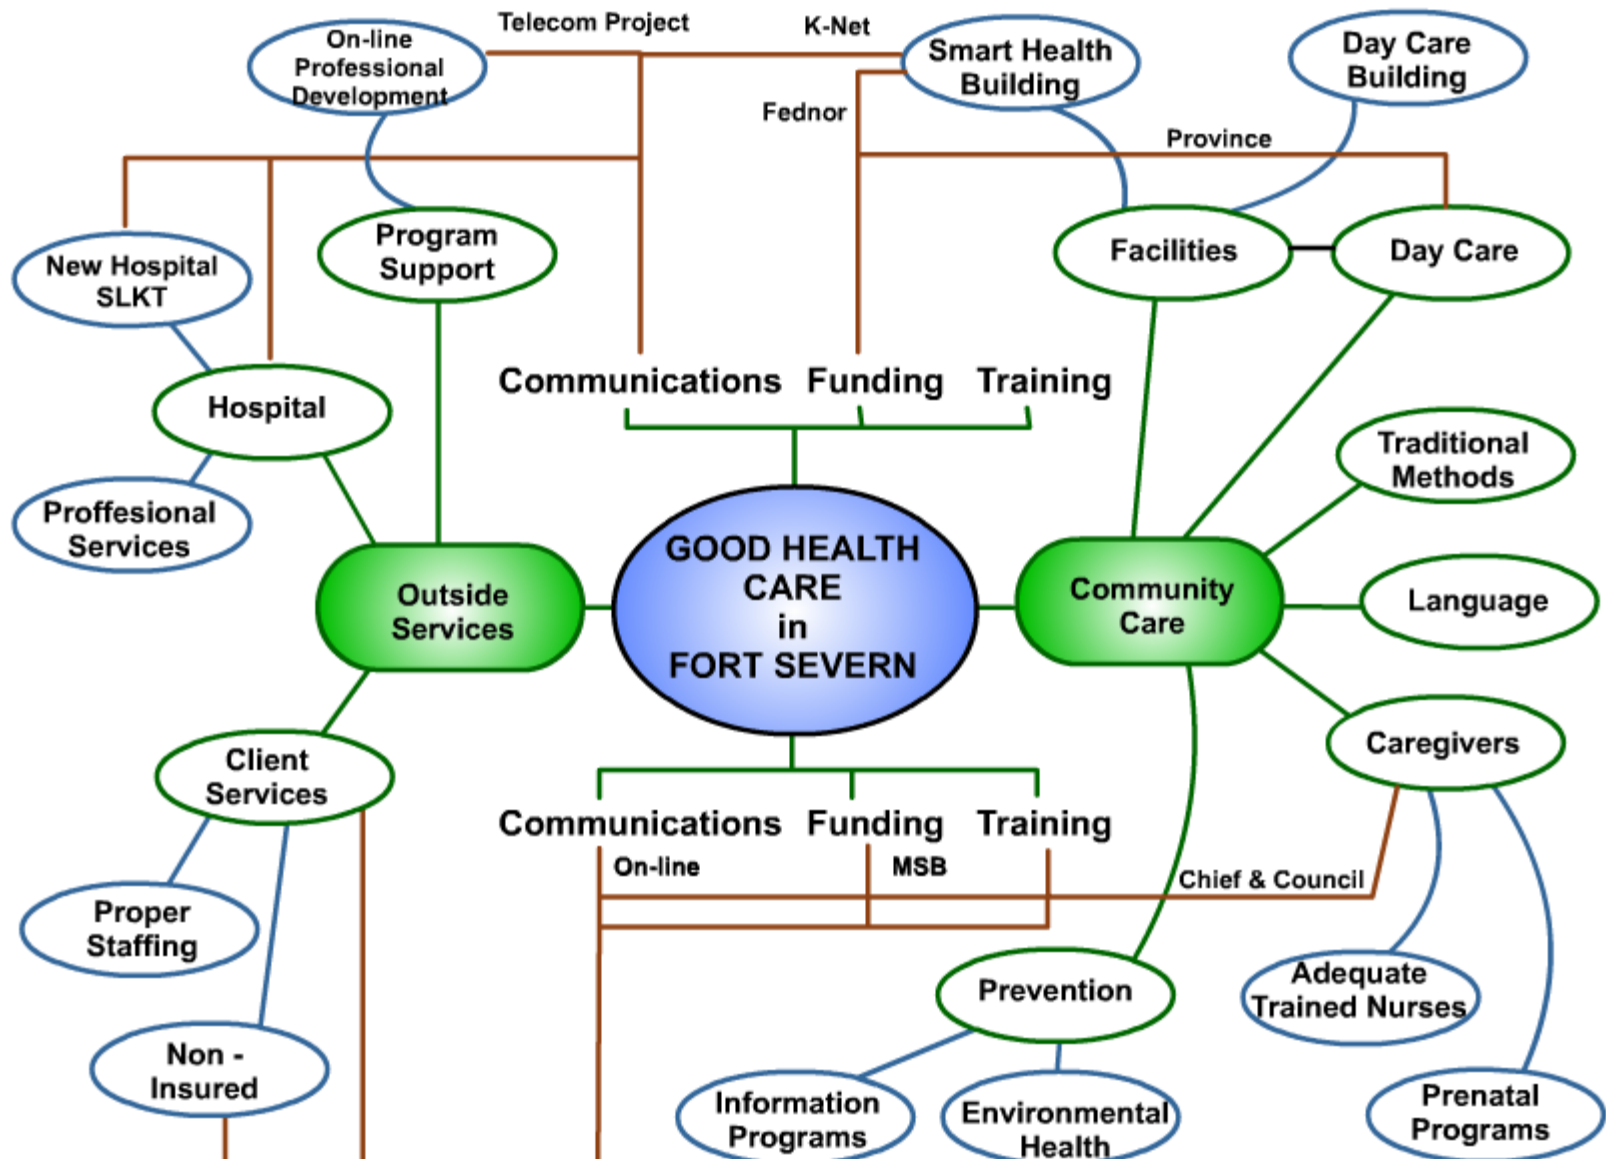 Telecom Project
K-Net
On-line
Professional
Development
Smart Health
Building
Day Care
Building
Fednor
Province
New Hospital
SLKT
Program
Support
Facilities
Day Care
Hospital
Communications
Funding
Training
Traditional
Methods
Proffesional
Services
GOOD HEALTH
CARE
in
FORT SEVERN
Outside
Services
Community
Care
Language
Client
Services
Caregivers
Communications
Funding
Training
On-line
MSB
Chief & Council
Proper
Staffing
Prevention
Adequate
Trained Nurses
Non -
Insured
Information
Programs
Environmental
Health
Prenatal
Programs